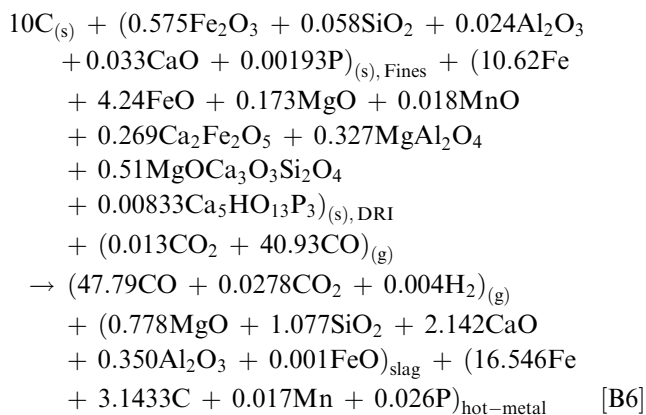 10C(s) + (0.575Fe₂O₃ + 0.058SiO₂ + 0.024Al₂O₃
+0.033CaO + 0.00193P)(s), Fines + (10.62Fe
+ 4.24FeO + 0.173MgO + 0.018MnO
+ 0.269Ca₂Fe₂O₅ + 0.327MgAl₂O₄
+ 0.51MgOCa₃O₃Si₂O₄
+ 0.00833Ca₅HO₁₃P₃)(s), DRI
+ (0.013CO₂ + 40.93CO)(g)
→ (47.79CO + 0.0278CO₂ + 0.004H₂)(g)
+ (0.778MgO + 1.077SiO₂ + 2.142CaO
+ 0.350Al₂O₃ + 0.001FeO)slag + (16.546Fe
+ 3.1433C + 0.017Mn + 0.026P)hot−metal [B6]